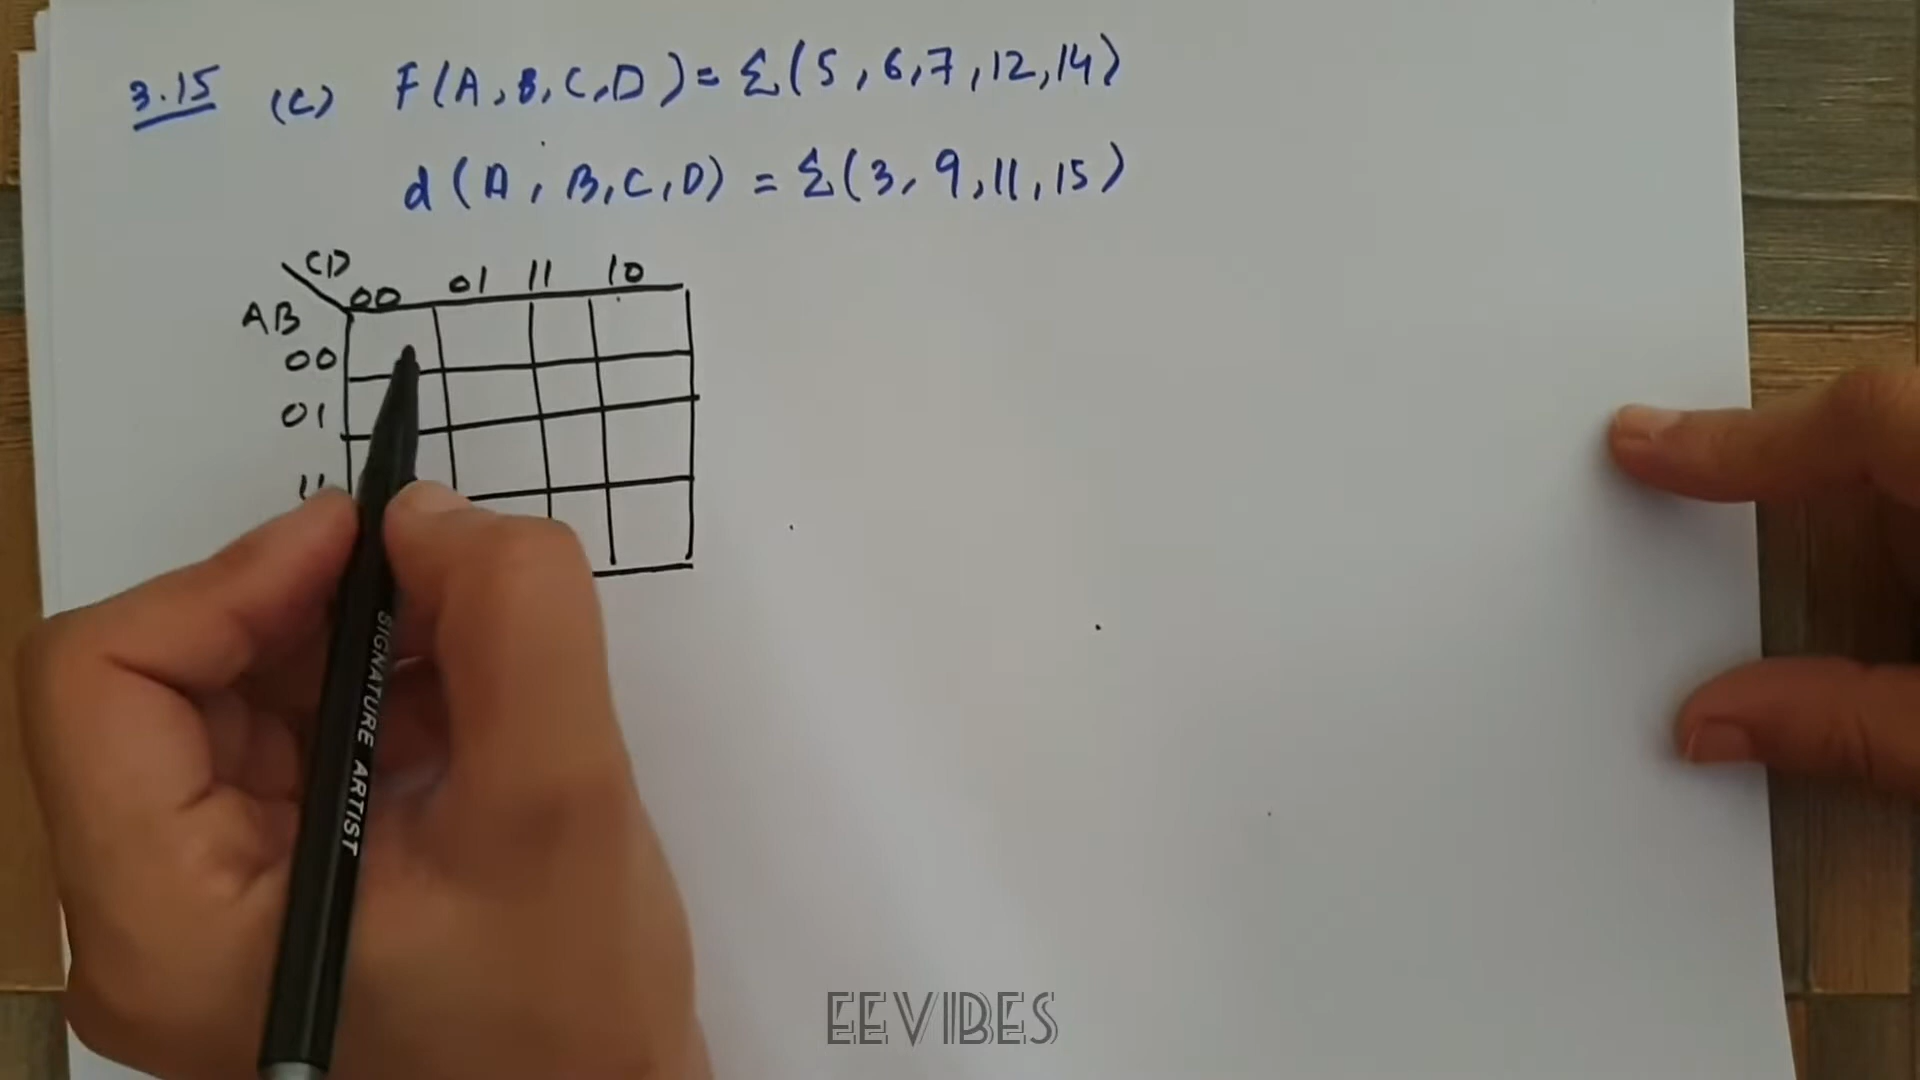 3.15 (C) F(A,B,C,D)= Σ(5,6,7,12,14)
d(A,B,C,D) = Σ(3,9,11,15)
CD
00 01 11 10
AB
00
01
11
SIGNATURE ARTIST
EEVIBES